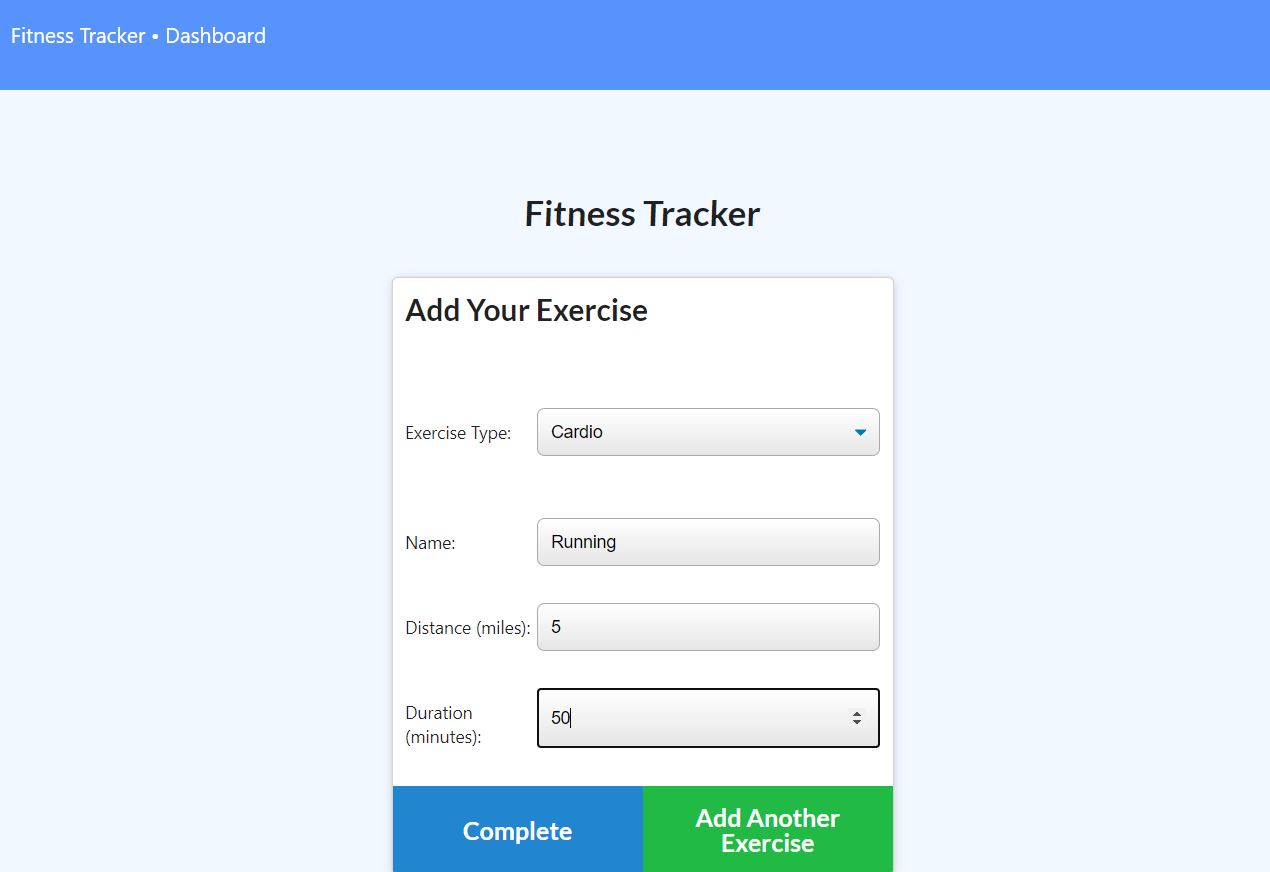 Fitness Tracker • Dashboard
Fitness Tracker
Add Your Exercise
Exercise Type: Cardio
Name: Running
Distance (miles): 5
Duration
(minutes): 50
Complete
Add Another
Exercise